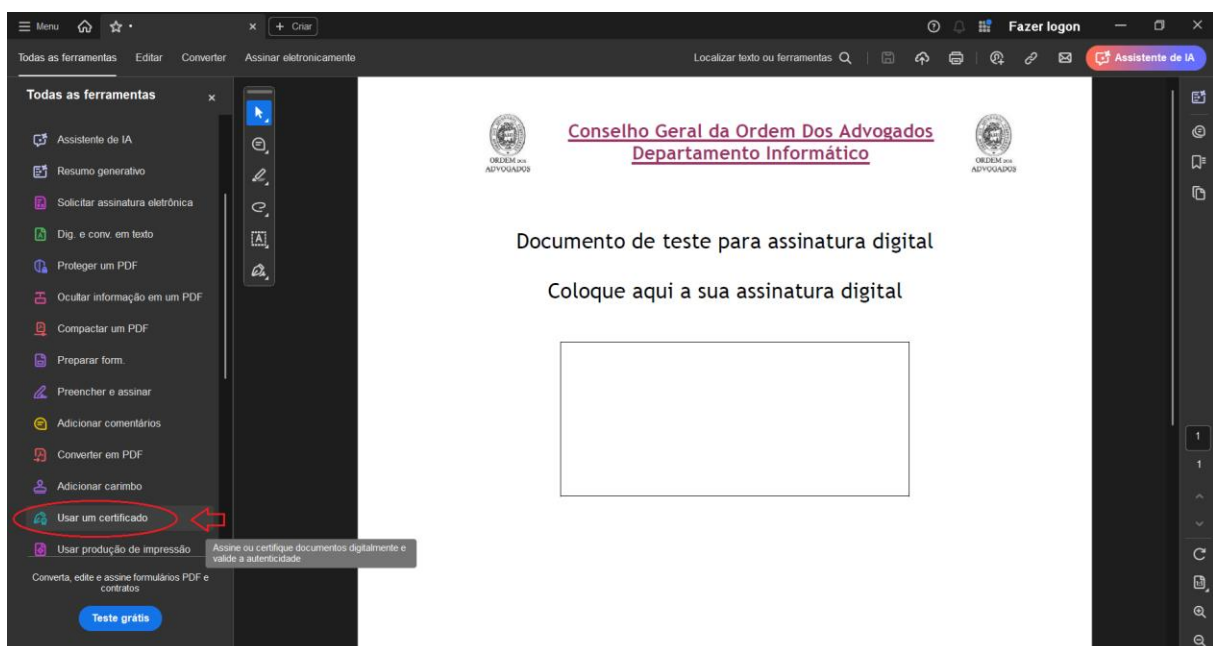 Menu
+ Criar
Fazer logon
Todas as ferramentas Editar Converter Assinar eletronicamente
Localizar texto ou ferramentas
Assistente de IA
Todas as ferramentas
Assistente de IA
Resumo generativo
Solicitar assinatura eletrônica
Dig. e conv. em texto
Proteger um PDF
Ocultar informação em um PDF
Compactar um PDF
Preparar form.
Preencher e assinar
Adicionar comentários
Converter em PDF
Adicionar carimbo
Usar um certificado
Usar produção de impressão
Assine ou certifique documentos digitalmente e
valide a autenticidade
Converta, edite e assine formulários PDF e
contratos
Teste grátis
ORDEM DOS
ADVOGADOS
Conselho Geral da Ordem Dos Advogados
Departamento Informático
ORDEM DOS
ADVOGADOS
Documento de teste para assinatura digital
Coloque aqui a sua assinatura digital
1
1